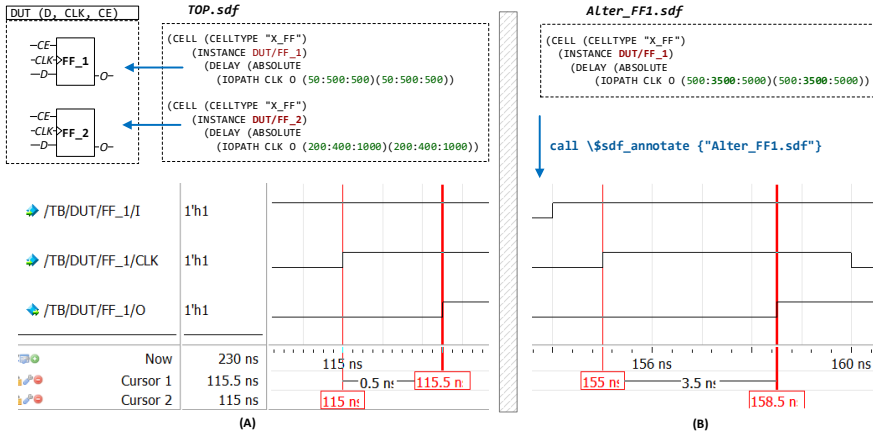 DUT (D, CLK, CE)
CE
CLK
FF_1
D
O
CE
CLK
FF_2
D
O
TOP.sdf
(CELL (CELLTYPE "X_FF")
(INSTANCE DUT/FF_1)
(DELAY (ABSOLUTE
(IOPATH CLK O (50:500:500)(50:500:500))
(CELL (CELLTYPE "X_FF")
(INSTANCE DUT/FF_2)
(DELAY (ABSOLUTE
(IOPATH CLK O (200:400:1000)(200:400:1000))
Alter_FF1.sdf
(CELL (CELLTYPE "X_FF")
(INSTANCE DUT/FF_1)
(DELAY (ABSOLUTE
(IOPATH CLK O (500:3500:5000)(500:3500:5000))
call \$sdf_annotate {"Alter_FF1.sdf"}
/TB/DUT/FF_1/I 1'h1
/TB/DUT/FF_1/CLK 1'h1
/TB/DUT/FF_1/O 1'h1
Now 230 ns
Cursor 1 115.5 ns
Cursor 2 115 ns
115 ns
0.5 ns
115.5 n
115 ns
156 ns 160 ns
155 ns
3.5 ns
158.5 n
(A)
(B)